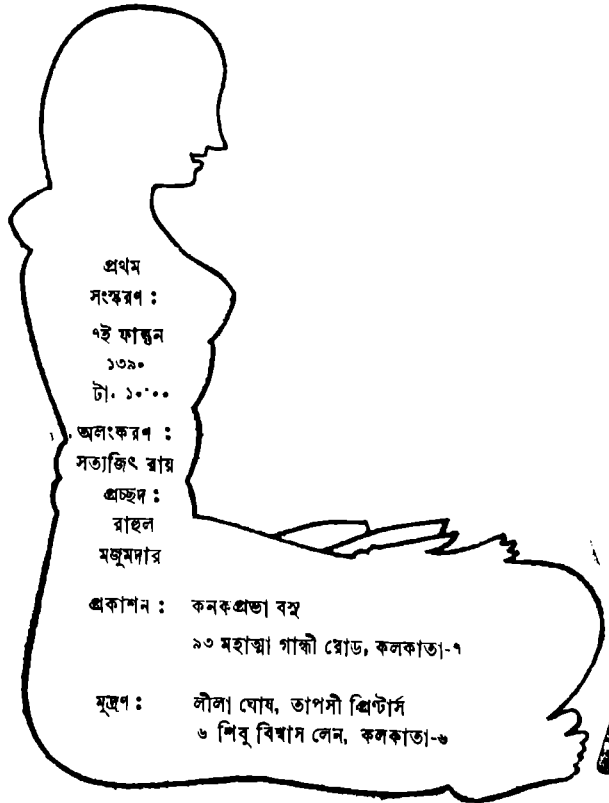 প্রথম
সংস্করণ :
৭ই ফাল্গুন
১৩৯০
টা. ১০·০০
অলংকরণ :
সত্যজিৎ রায়
প্রচ্ছদ :
রাহুল
মজুমদার
প্রকাশন : কনকপ্রভা বসু
৯৩ মহাত্মা গান্ধী রোড, কলকাতা-৭
মুদ্রণ : লীলা ঘোষ, তাপসী প্রিণ্টার্স
৬ শিবু বিশ্বাস লেন, কলকাতা-৬